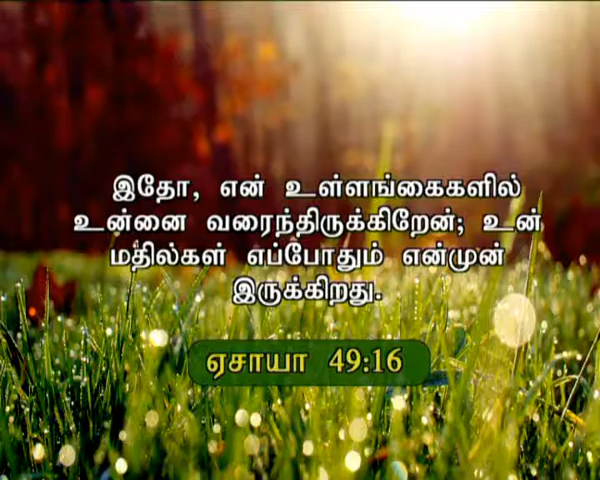 இதோ, என் உள்ளங்கைகளில்
உன்னை வரைந்திருக்கிறேன்; உன்
மதில்கள் எப்போதும் என்முன்
இருக்கிறது.
ஏசாயா 49:16